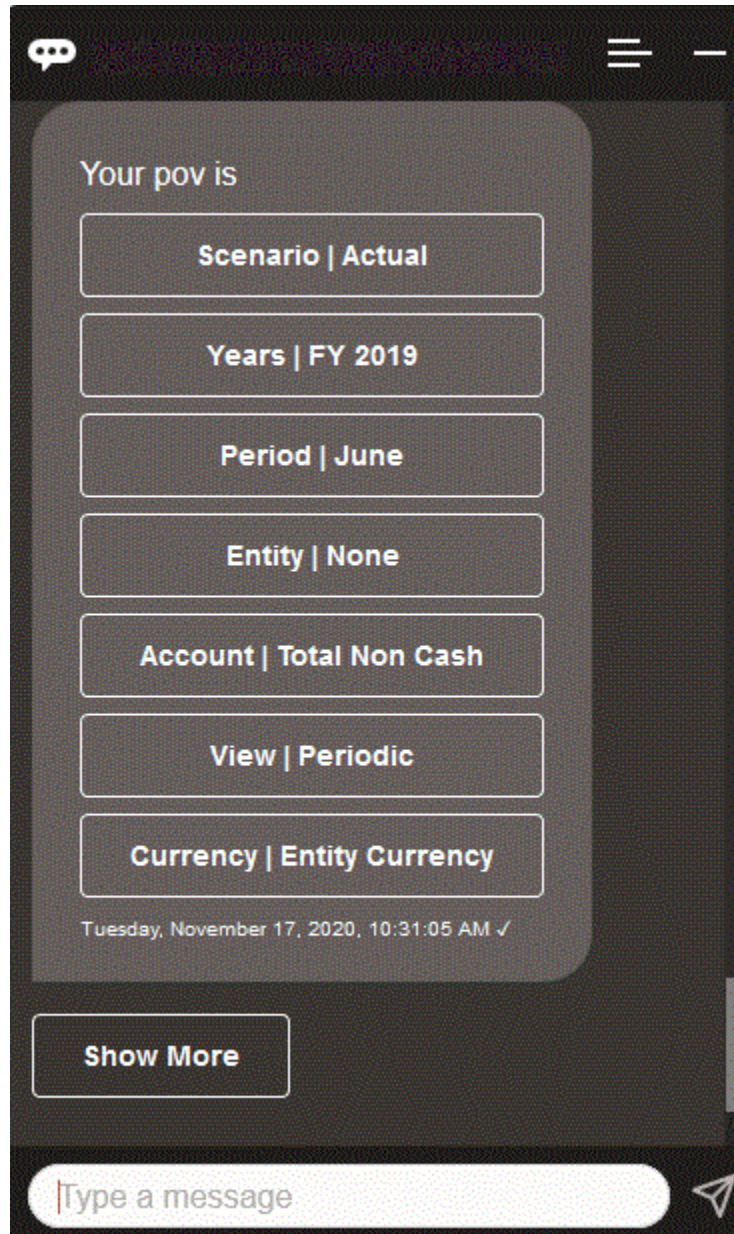 Your pov is
Scenario | Actual
Years | FY 2019
Period | June
Entity | None
Account | Total Non Cash
View | Periodic
Currency | Entity Currency
Tuesday, November 17, 2020, 10:31:05 AM ✓
Show More
Type a message